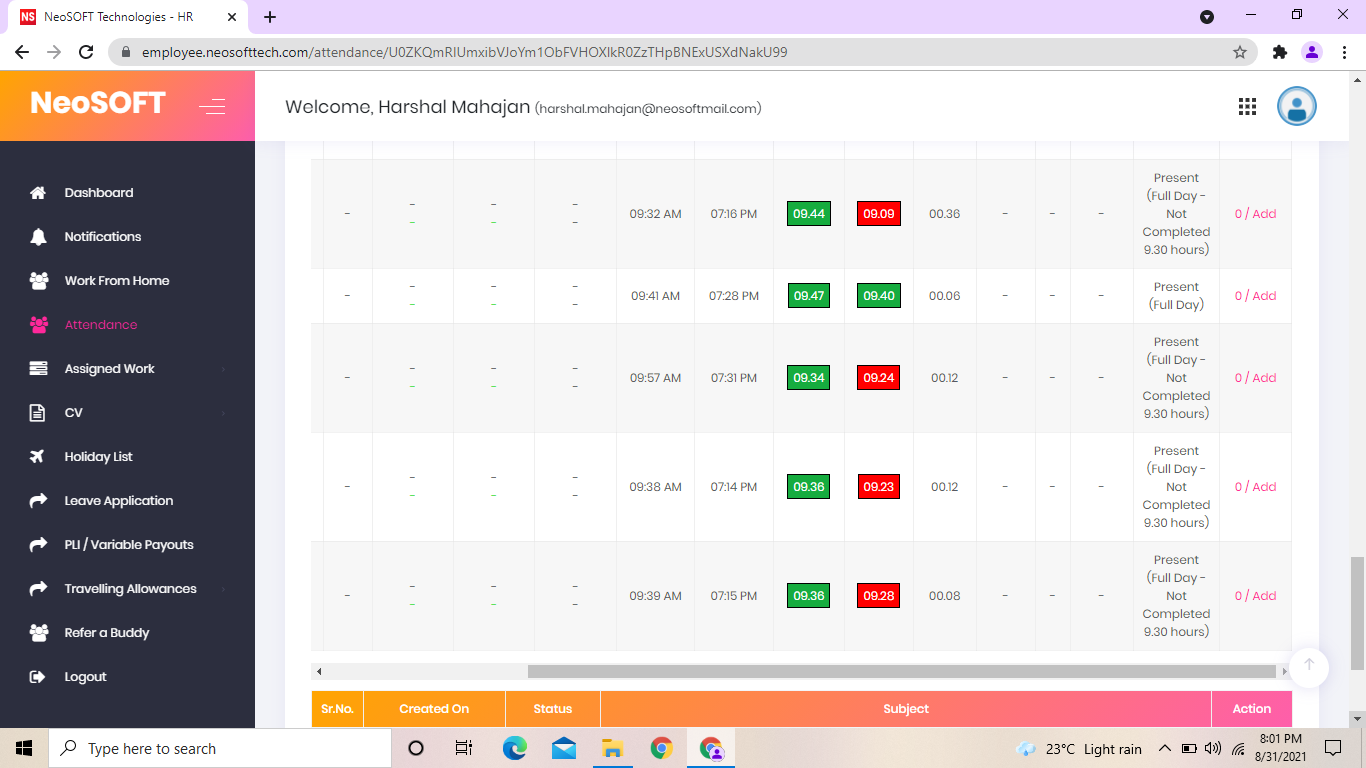 NS NeoSOFT Technologies - HR
employee.neosofttech.com/attendance/U0ZKQmRlUmxibVJoYm1ObFVHOXlkR0ZzTHpBNExUSXdNakU99
NeoSOFT
Welcome, Harshal Mahajan (harshal.mahajan@neosoftmail.com)
Dashboard
Notifications
Work From Home
Attendance
Assigned Work
CV
Holiday List
Leave Application
PLI / Variable Payouts
Travelling Allowances
Refer a Buddy
Logout
- - - - 09:32 AM 07:16 PM 09.44 09.09 00.36 - - - Present (Full Day - Not Completed 9.30 hours) 0 / Add
- - - - 09:41 AM 07:28 PM 09.47 09.40 00.06 - - - Present (Full Day) 0 / Add
- - - - 09:57 AM 07:31 PM 09.34 09.24 00.12 - - - Present (Full Day - Not Completed 9.30 hours) 0 / Add
- - - - 09:38 AM 07:14 PM 09.36 09.23 00.12 - - - Present (Full Day - Not Completed 9.30 hours) 0 / Add
- - - - 09:39 AM 07:15 PM 09.36 09.28 00.08 - - - Present (Full Day - Not Completed 9.30 hours) 0 / Add
Sr.No. Created On Status Subject Action
Type here to search
23°C Light rain
8:01 PM
8/31/2021